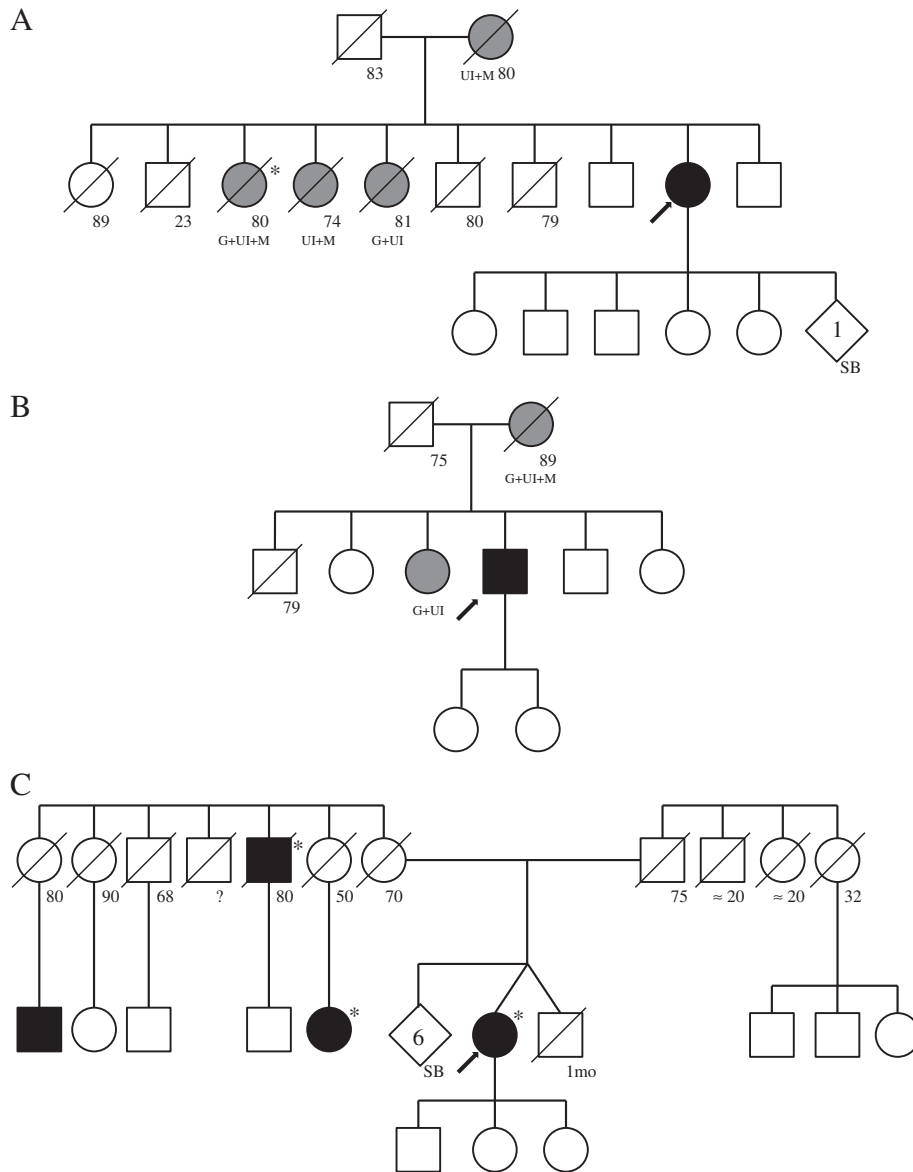 A
83
UI+M 80
*
89 23 80 74 81 80 79
G+UI+M UI+M G+UI
1
SB
B
75 89
G+UI+M
79
G+UI
C
*
80 90 68 ? 80 50 70 75 ≈ 20 ≈ 20 32
*
6
*
SB 1mo